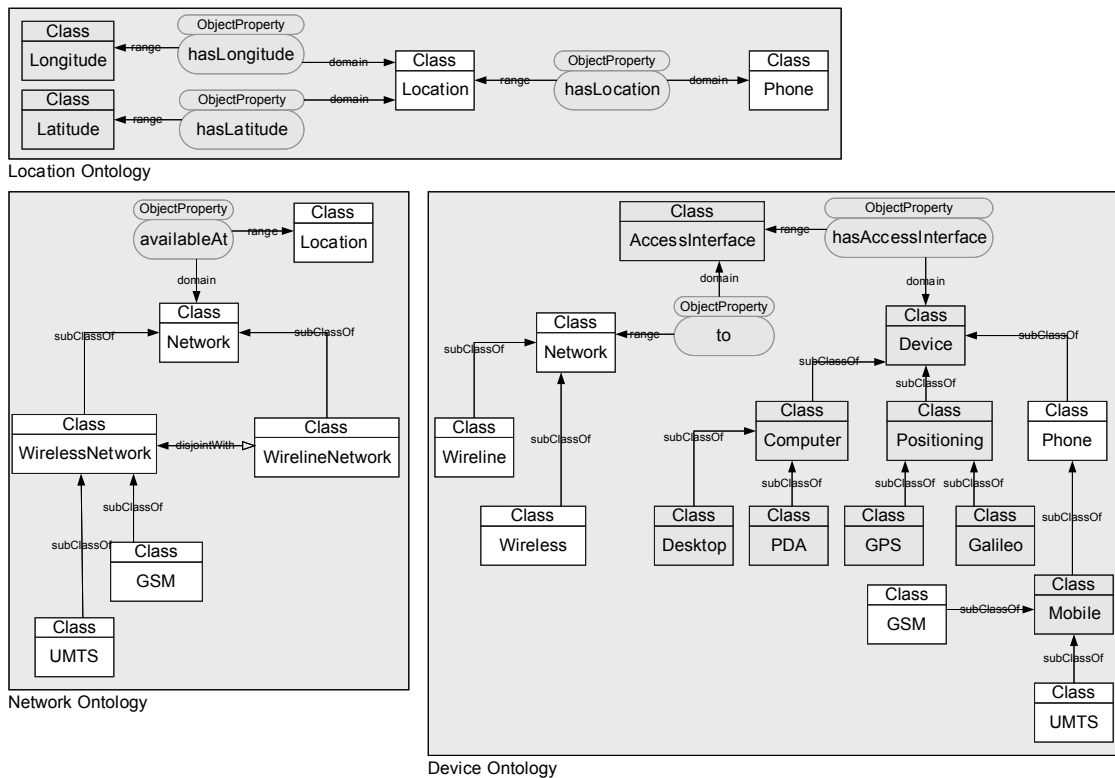 ObjectProperty
hasLongitude
Class
Longitude
range
domain
Class
Location
range
ObjectProperty
hasLocation
domain
Class
Phone
Class
Latitude
range
ObjectProperty
hasLatitude
domain
Location Ontology
ObjectProperty
availableAt
range
Class
Location
domain
Class
Network
subClassOf
subClassOf
Class
WirelessNetwork
disjointWith
Class
WirelineNetwork
subClassOf
subClassOf
Class
GSM
Class
UMTS
Network Ontology
Class
AccessInterface
range
ObjectProperty
hasAccessInterface
domain
domain
ObjectProperty
to
range
Class
Network
subClassOf
subClassOf
Class
Wireline
Class
Wireless
Class
Device
subClassOf
subClassOf
subClassOf
Class
Computer
Class
Positioning
Class
Phone
subClassOf
subClassOf
subClassOf
subClassOf
subClassOf
Class
Desktop
Class
PDA
Class
GPS
Class
Galileo
Class
Mobile
Class
GSM
subClassOf
subClassOf
Class
UMTS
Device Ontology